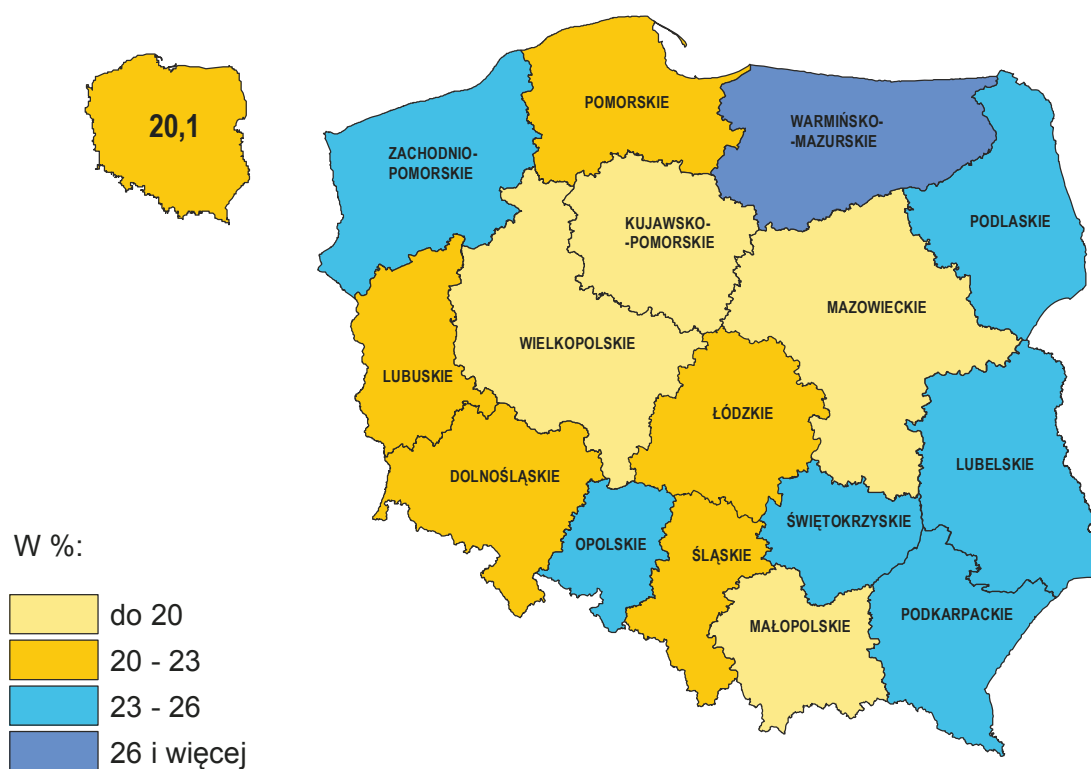 20,1
POMORSKIE
WARMIŃSKO-
-MAZURSKIE
ZACHODNIO-
POMORSKIE
PODLASKIE
KUJAWSKO-
-POMORSKIE
MAZOWIECKIE
WIELKOPOLSKIE
LUBUSKIE
ŁÓDZKIE
LUBELSKIE
DOLNOŚLĄSKIE
ŚWIĘTOKRZYSKIE
OPOLSKIE
ŚLĄSKIE
PODKARPACKIE
MAŁOPOLSKIE
W %:
do 20
20 - 23
23 - 26
26 i więcej